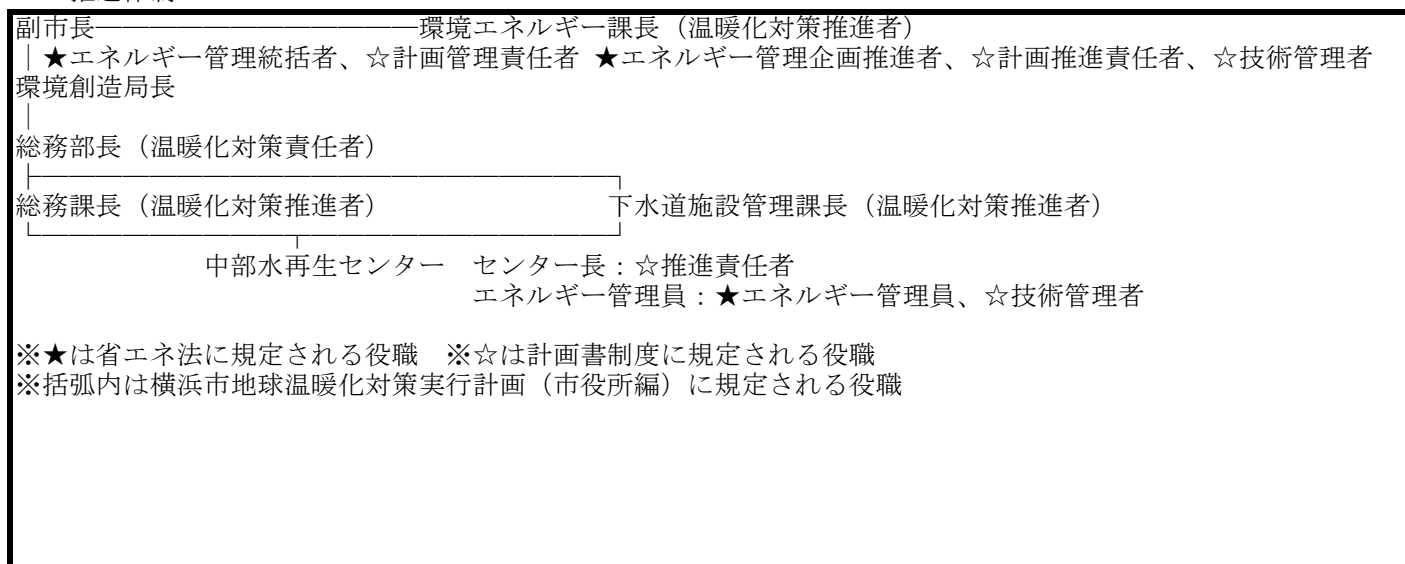 副市長────────────環境エネルギー課長（温暖化対策推進者）
｜★エネルギー管理統括者、☆計画管理責任者 ★エネルギー管理企画推進者、☆計画推進責任者、☆技術管理者
環境創造局長
｜
総務部長（温暖化対策責任者）
├─────────────────────┐
総務課長（温暖化対策推進者）　　　　　　　　　下水道施設管理課長（温暖化対策推進者）
└─────────┬───────────┘
中部水再生センター　センター長：☆推進責任者
エネルギー管理員：★エネルギー管理員、☆技術管理者
※★は省エネ法に規定される役職　※☆は計画書制度に規定される役職
※括弧内は横浜市地球温暖化対策実行計画（市役所編）に規定される役職